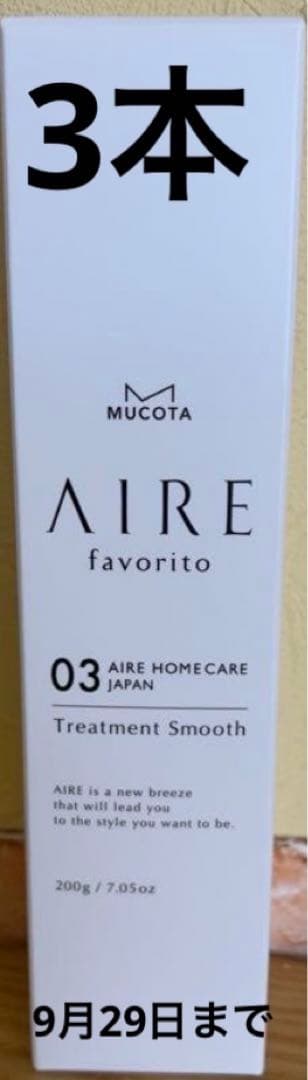 3本
MUCOTA
AIRE
favorito
03 AIRE HOMECARE
JAPAN
Treatment Smooth
AIRE is a new breeze
that will lead you
to the style you want to be.
200g / 7.05oz
9月29日まで